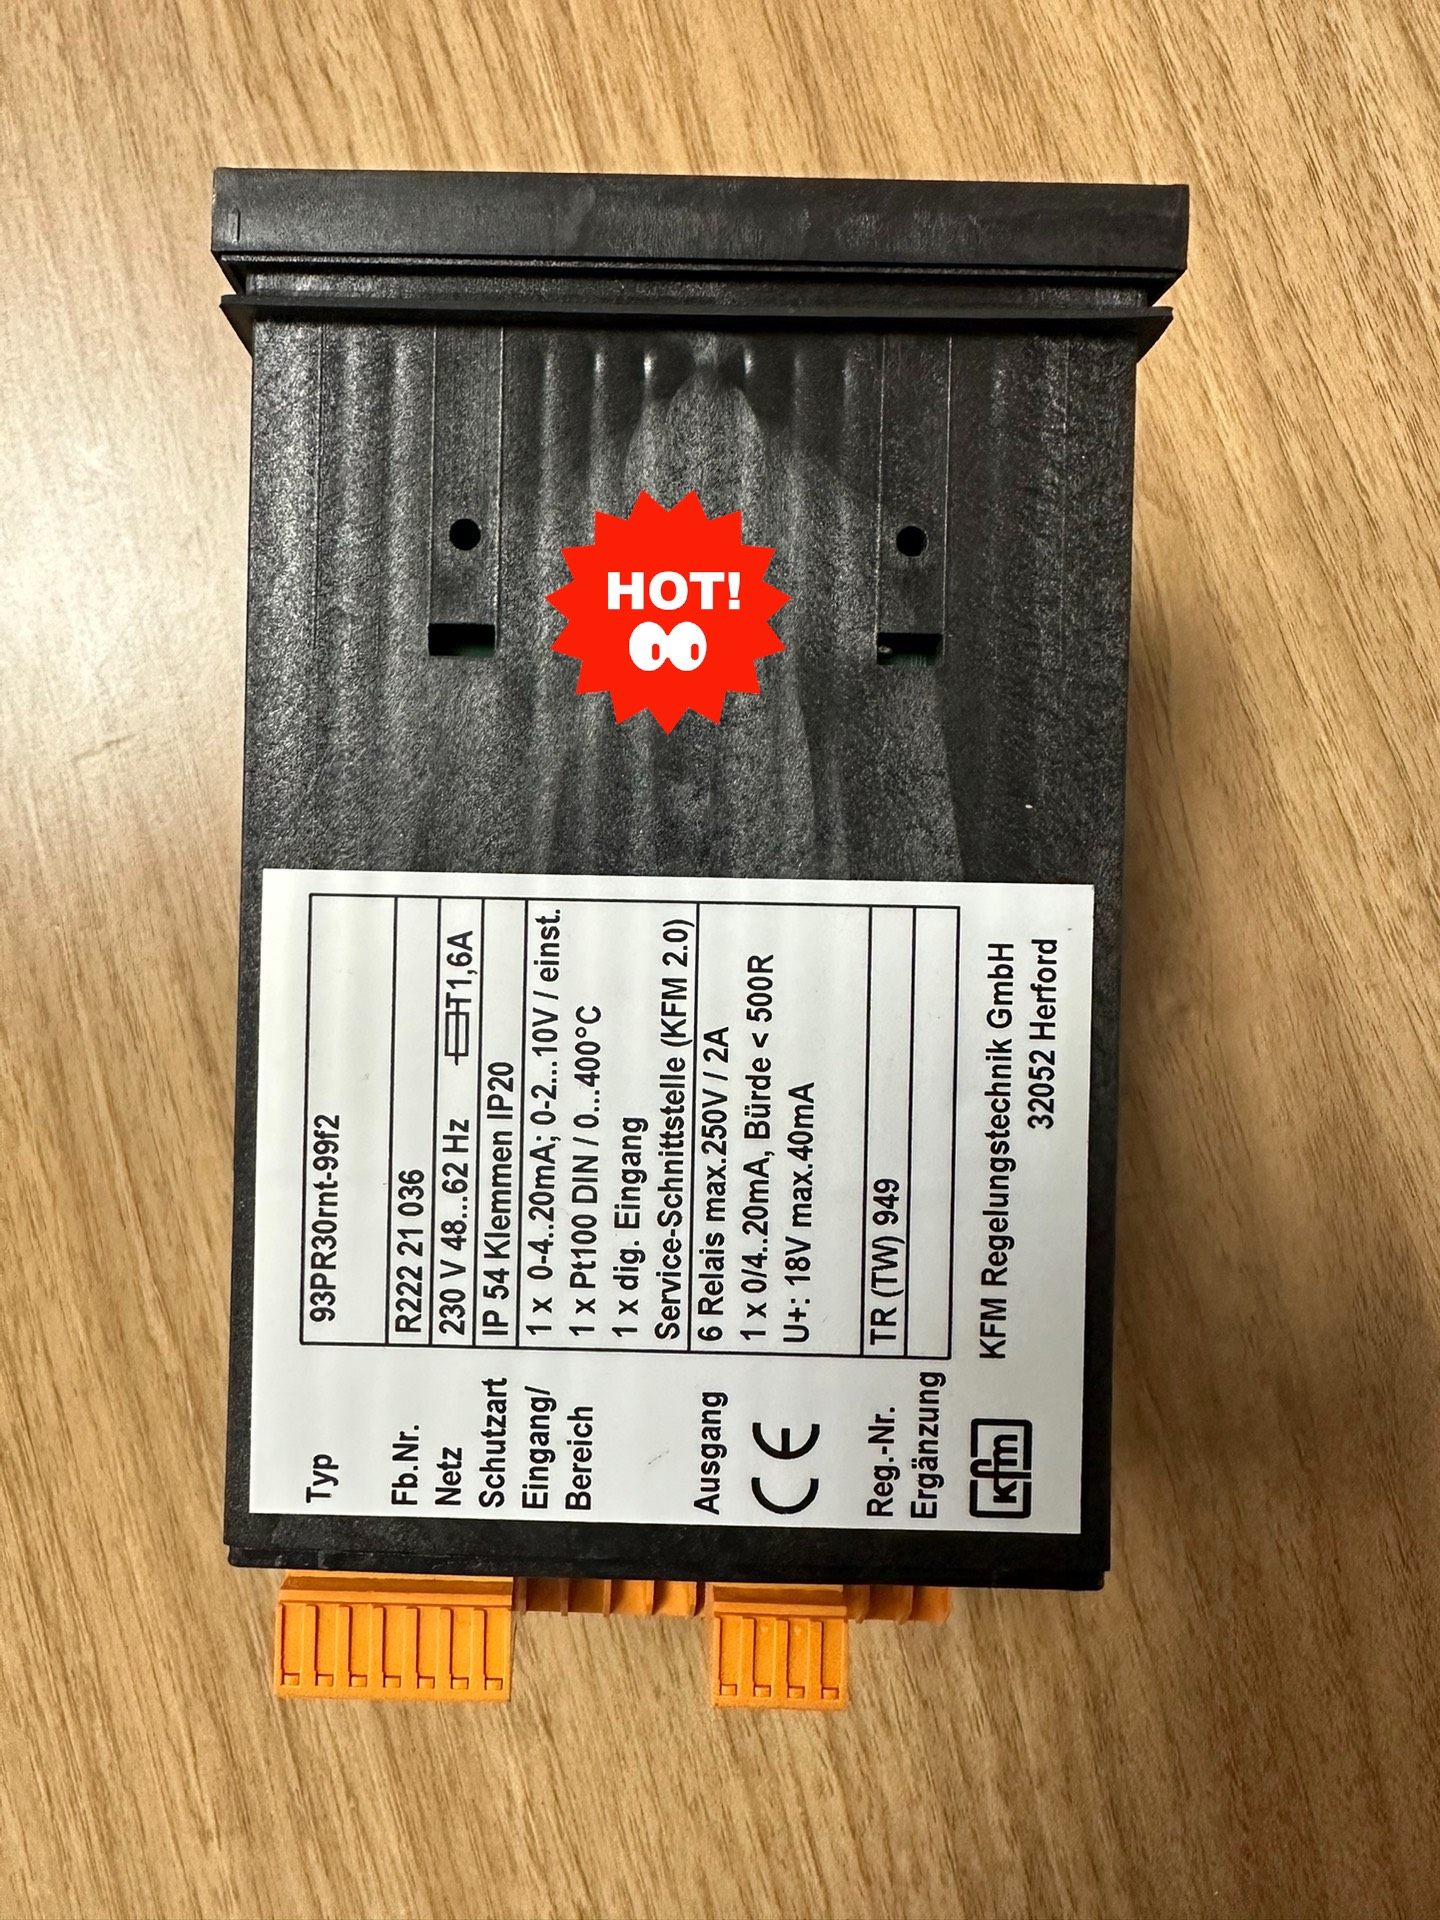 HOT!
Typ 93PR30rnt-99f2
Fb.Nr. R222 21 036
Netz 230 V 48...62 Hz T1,6A
Schutzart IP 54 Klemmen IP20
Eingang/ 1 x 0-4..20mA; 0-2...10V / einst.
Bereich 1 x Pt100 DIN / 0...400°C
1 x dig. Eingang
Service-Schnittstelle (KFM 2.0)
Ausgang 6 Relais max.250V / 2A
1 x 0/4..20mA, Bürde < 500R
CE U+: 18V max.40mA
Reg.-Nr. TR (TW) 949
Ergänzung
kfm KFM Regelungstechnik GmbH
32052 Herford